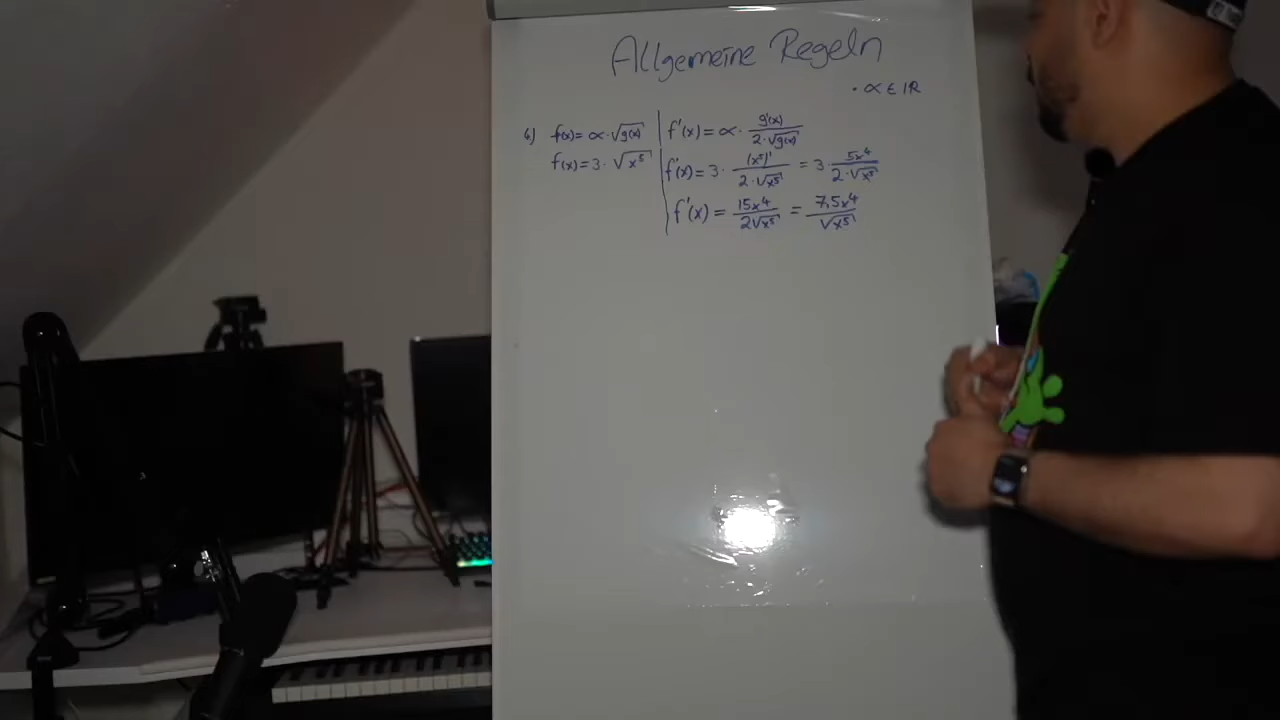 Allgemeine Regeln
• α ∈ IR
6) f(x) = α · √g(x) | f'(x) = α · g'(x) / 2 · √g(x)
f(x) = 3 · √x⁵ | f'(x) = 3 · (x⁵)' / 2 · √x⁵ = 3 · 5x⁴ / 2 · √x⁵
f'(x) = 15x⁴ / 2√x⁵ = 7,5x⁴ / √x⁵